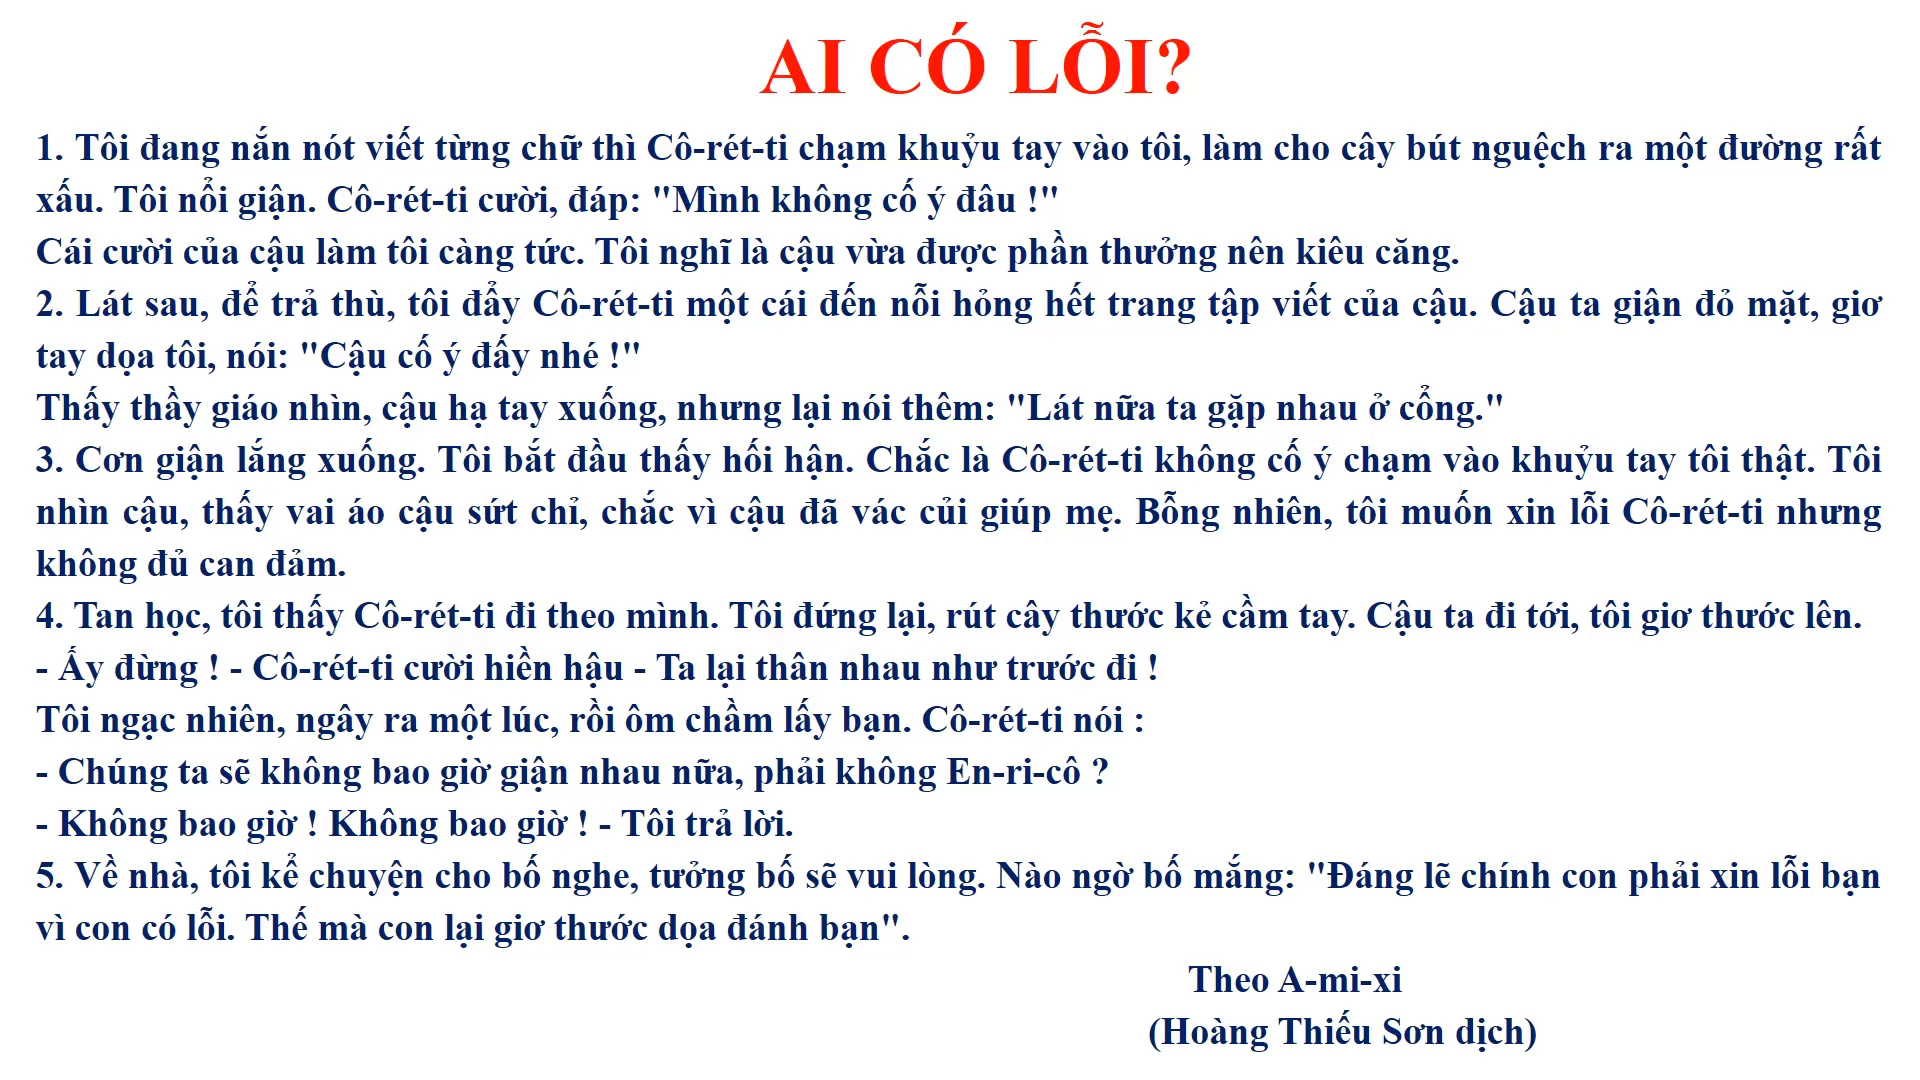 AI CÓ LỖI?
1. Tôi đang nắn nót viết từng chữ thì Cô-rét-ti chạm khuỷu tay vào tôi, làm cho cây bút nguệch ra một đường rất
xấu. Tôi nổi giận. Cô-rét-ti cười, đáp: "Mình không cố ý đâu !"
Cái cười của cậu làm tôi càng tức. Tôi nghĩ là cậu vừa được phần thưởng nên kiêu căng.
2. Lát sau, để trả thù, tôi đẩy Cô-rét-ti một cái đến nỗi hỏng hết trang tập viết của cậu. Cậu ta giận đỏ mặt, giơ
tay dọa tôi, nói: "Cậu cố ý đấy nhé !"
Thấy thầy giáo nhìn, cậu hạ tay xuống, nhưng lại nói thêm: "Lát nữa ta gặp nhau ở cổng."
3. Cơn giận lắng xuống. Tôi bắt đầu thấy hối hận. Chắc là Cô-rét-ti không cố ý chạm vào khuỷu tay tôi thật. Tôi
nhìn cậu, thấy vai áo cậu sứt chỉ, chắc vì cậu đã vác củi giúp mẹ. Bỗng nhiên, tôi muốn xin lỗi Cô-rét-ti nhưng
không đủ can đảm.
4. Tan học, tôi thấy Cô-rét-ti đi theo mình. Tôi đứng lại, rút cây thước kẻ cầm tay. Cậu ta đi tới, tôi giơ thước lên.
- Ấy đừng ! - Cô-rét-ti cười hiền hậu - Ta lại thân nhau như trước đi !
Tôi ngạc nhiên, ngây ra một lúc, rồi ôm chầm lấy bạn. Cô-rét-ti nói :
- Chúng ta sẽ không bao giờ giận nhau nữa, phải không En-ri-cô ?
- Không bao giờ ! Không bao giờ ! - Tôi trả lời.
5. Về nhà, tôi kể chuyện cho bố nghe, tưởng bố sẽ vui lòng. Nào ngờ bố mắng: "Đáng lẽ chính con phải xin lỗi bạn
vì con có lỗi. Thế mà con lại giơ thước dọa đánh bạn".
Theo A-mi-xi
(Hoàng Thiếu Sơn dịch)